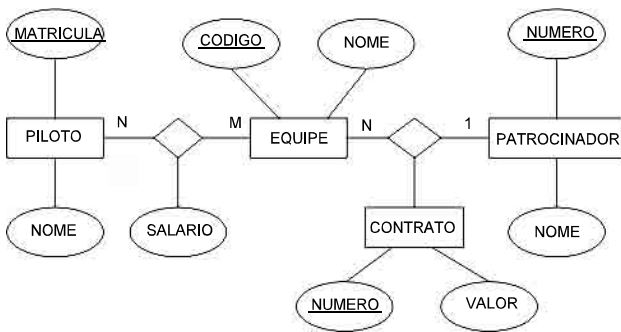 MATRICULA
CODIGO
NOME
NUMERO
N
M
N
1
PILOTO
EQUIPE
PATROCINADOR
NOME
SALARIO
CONTRATO
NOME
NUMERO
VALOR